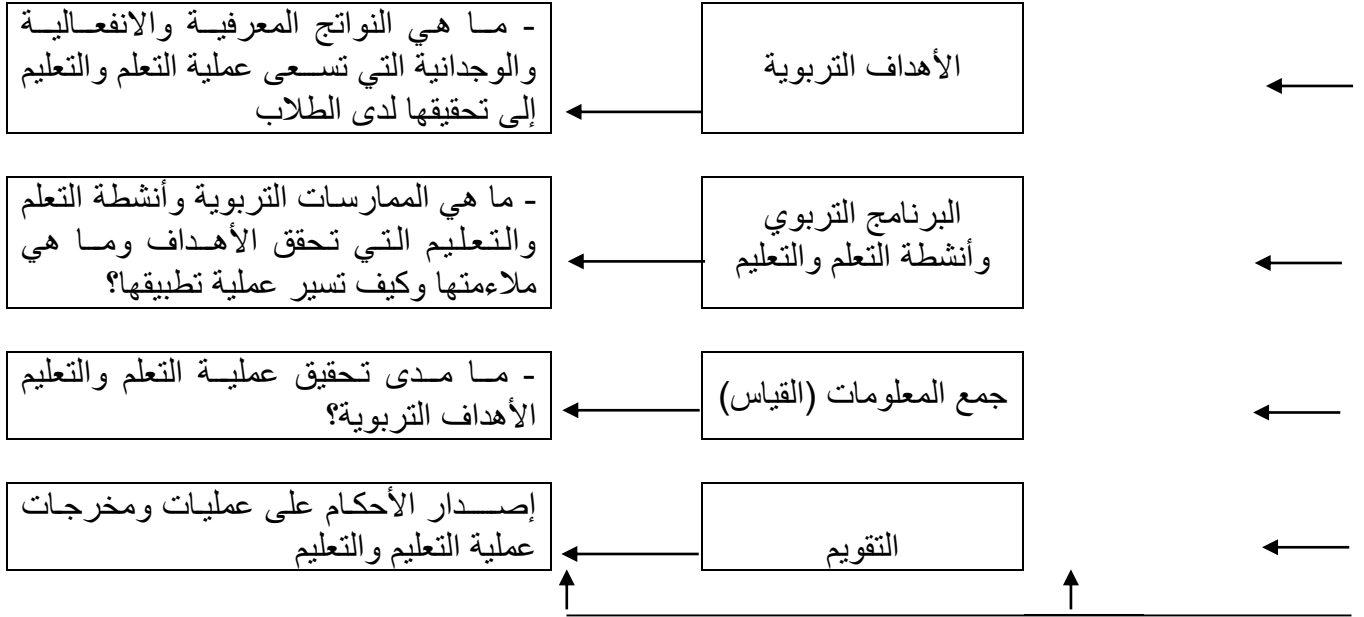 الأهداف التربوية
- ما هي النواتج المعرفية والانفعالية
والوجدانية التي تسعى عملية التعلم والتعليم
إلى تحقيقها لدى الطلاب
البرنامج التربوي
وأنشطة التعلم والتعليم
- ما هي الممارسات التربوية وأنشطة التعلم
والتعليم التي تحقق الأهداف وما هي
ملاءمتها وكيف تسير عملية تطبيقها؟
جمع المعلومات (القياس)
- ما مدى تحقيق عملية التعلم والتعليم
الأهداف التربوية؟
التقويم
إصدار الأحكام على عمليات ومخرجات
عملية التعليم والتعليم